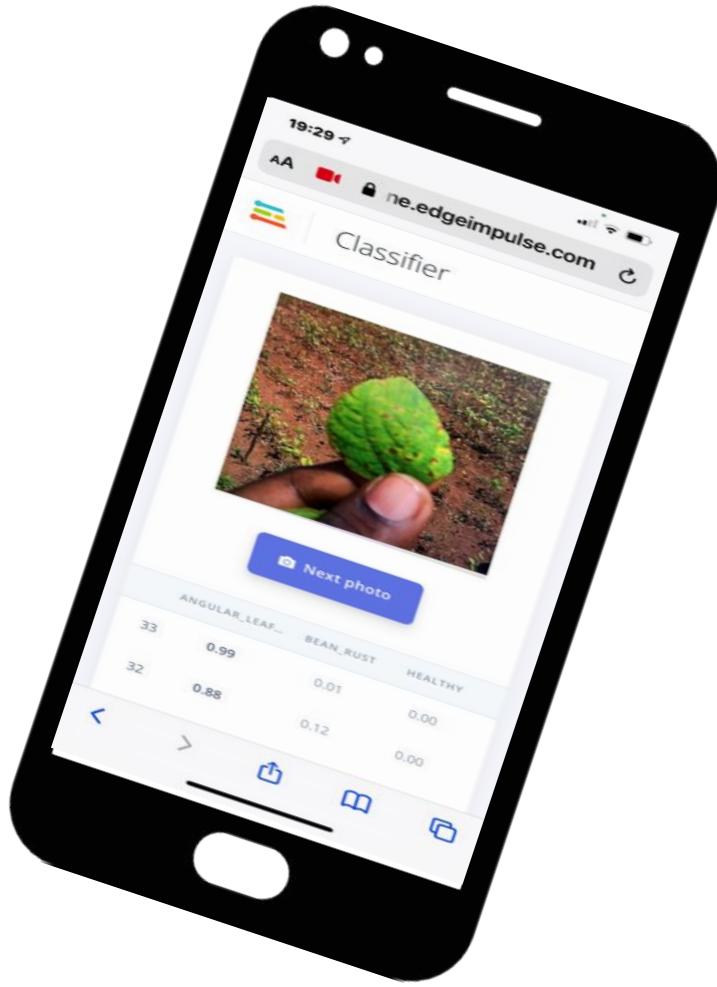 19:29
AA ne.edgeimpulse.com
Classifier
Next photo
ANGULAR_LEAF... BEAN_RUST HEALTHY
33 0.99 0.01 0.00
32 0.88 0.12 0.00